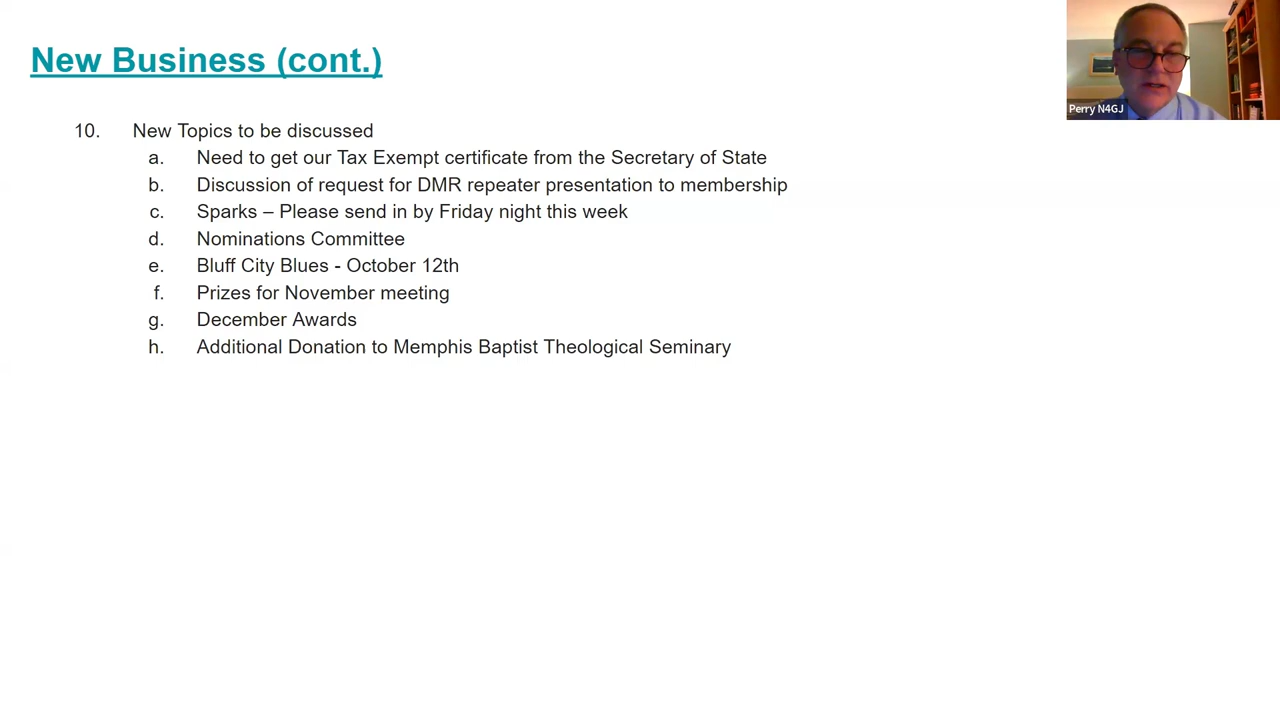 New Business (cont.)
Perry N4GJ
10. New Topics to be discussed
a. Need to get our Tax Exempt certificate from the Secretary of State
b. Discussion of request for DMR repeater presentation to membership
c. Sparks – Please send in by Friday night this week
d. Nominations Committee
e. Bluff City Blues - October 12th
f. Prizes for November meeting
g. December Awards
h. Additional Donation to Memphis Baptist Theological Seminary